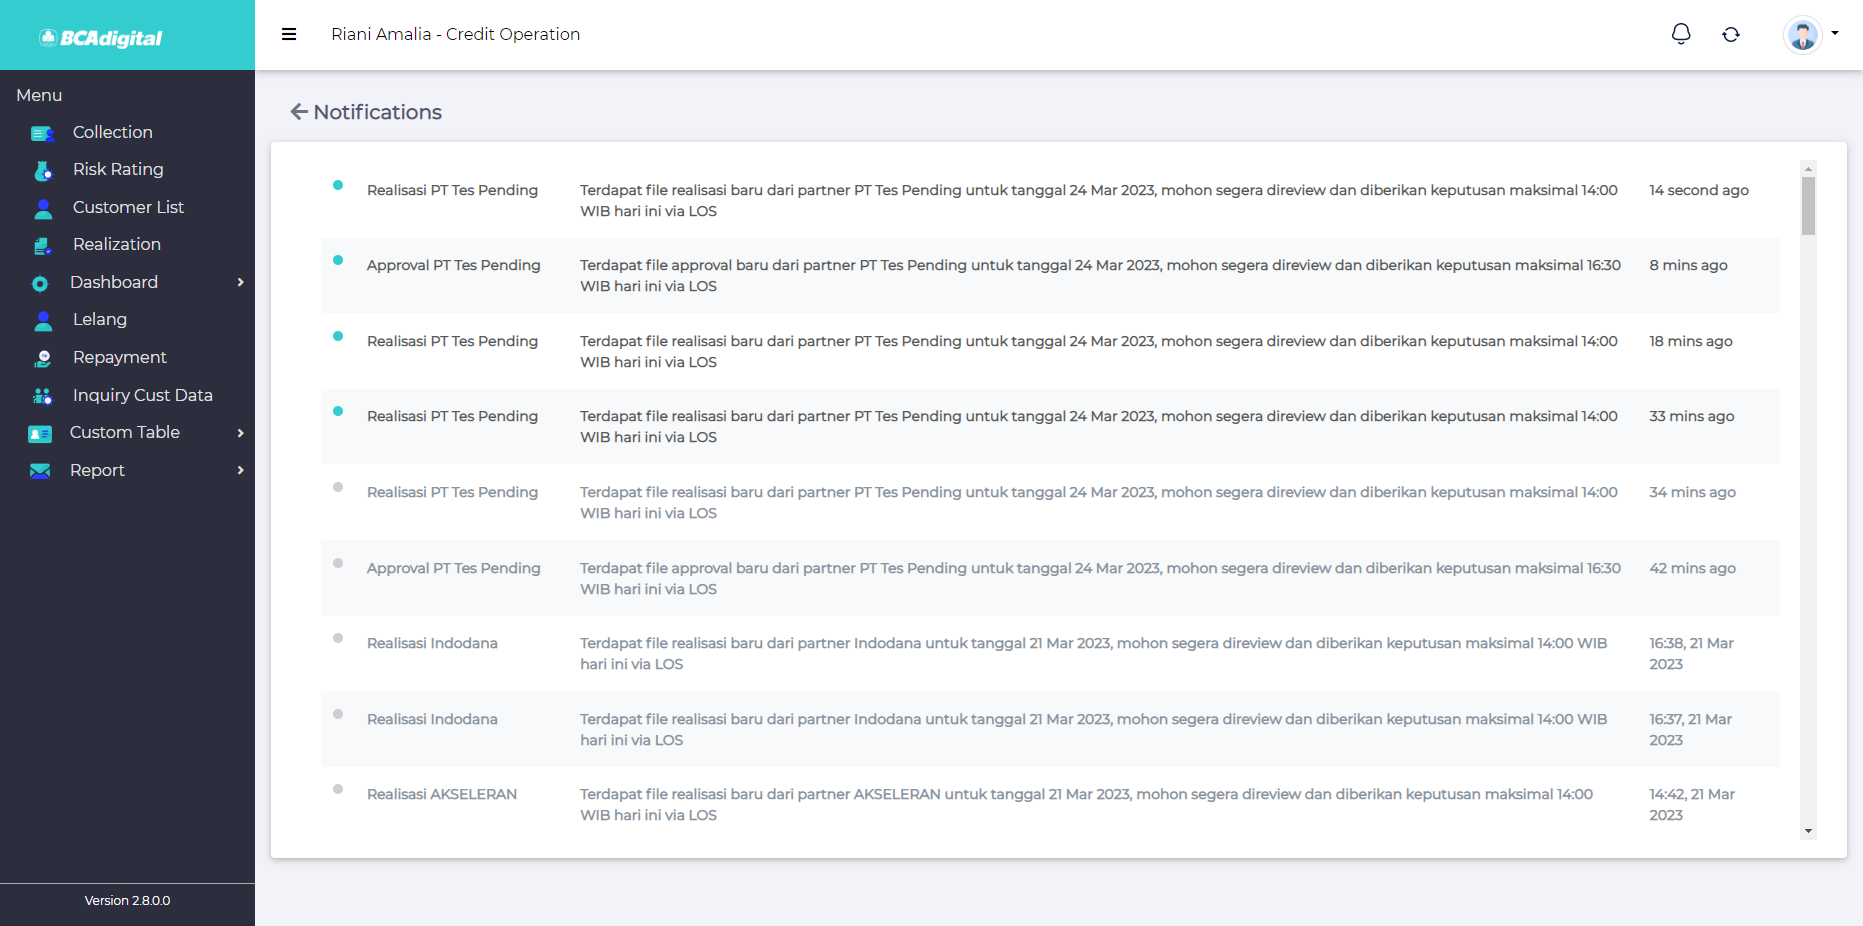 BCAdigital
Riani Amalia - Credit Operation
Menu
Collection
Risk Rating
Customer List
Realization
Dashboard
Lelang
Repayment
Inquiry Cust Data
Custom Table
Report
Version 2.8.0.0
Notifications
Realisasi PT Tes Pending
Terdapat file realisasi baru dari partner PT Tes Pending untuk tanggal 24 Mar 2023, mohon segera direview dan diberikan keputusan maksimal 14:00
WIB hari ini via LOS
14 second ago
Approval PT Tes Pending
Terdapat file approval baru dari partner PT Tes Pending untuk tanggal 24 Mar 2023, mohon segera direview dan diberikan keputusan maksimal 16:30
WIB hari ini via LOS
8 mins ago
Realisasi PT Tes Pending
Terdapat file realisasi baru dari partner PT Tes Pending untuk tanggal 24 Mar 2023, mohon segera direview dan diberikan keputusan maksimal 14:00
WIB hari ini via LOS
18 mins ago
Realisasi PT Tes Pending
Terdapat file realisasi baru dari partner PT Tes Pending untuk tanggal 24 Mar 2023, mohon segera direview dan diberikan keputusan maksimal 14:00
WIB hari ini via LOS
33 mins ago
Realisasi PT Tes Pending
Terdapat file realisasi baru dari partner PT Tes Pending untuk tanggal 24 Mar 2023, mohon segera direview dan diberikan keputusan maksimal 14:00
WIB hari ini via LOS
34 mins ago
Approval PT Tes Pending
Terdapat file approval baru dari partner PT Tes Pending untuk tanggal 24 Mar 2023, mohon segera direview dan diberikan keputusan maksimal 16:30
WIB hari ini via LOS
42 mins ago
Realisasi Indodana
Terdapat file realisasi baru dari partner Indodana untuk tanggal 21 Mar 2023, mohon segera direview dan diberikan keputusan maksimal 14:00 WIB
hari ini via LOS
16:38, 21 Mar
2023
Realisasi Indodana
Terdapat file realisasi baru dari partner Indodana untuk tanggal 21 Mar 2023, mohon segera direview dan diberikan keputusan maksimal 14:00 WIB
hari ini via LOS
16:37, 21 Mar
2023
Realisasi AKSELERAN
Terdapat file realisasi baru dari partner AKSELERAN untuk tanggal 21 Mar 2023, mohon segera direview dan diberikan keputusan maksimal 14:00
WIB hari ini via LOS
14:42, 21 Mar
2023